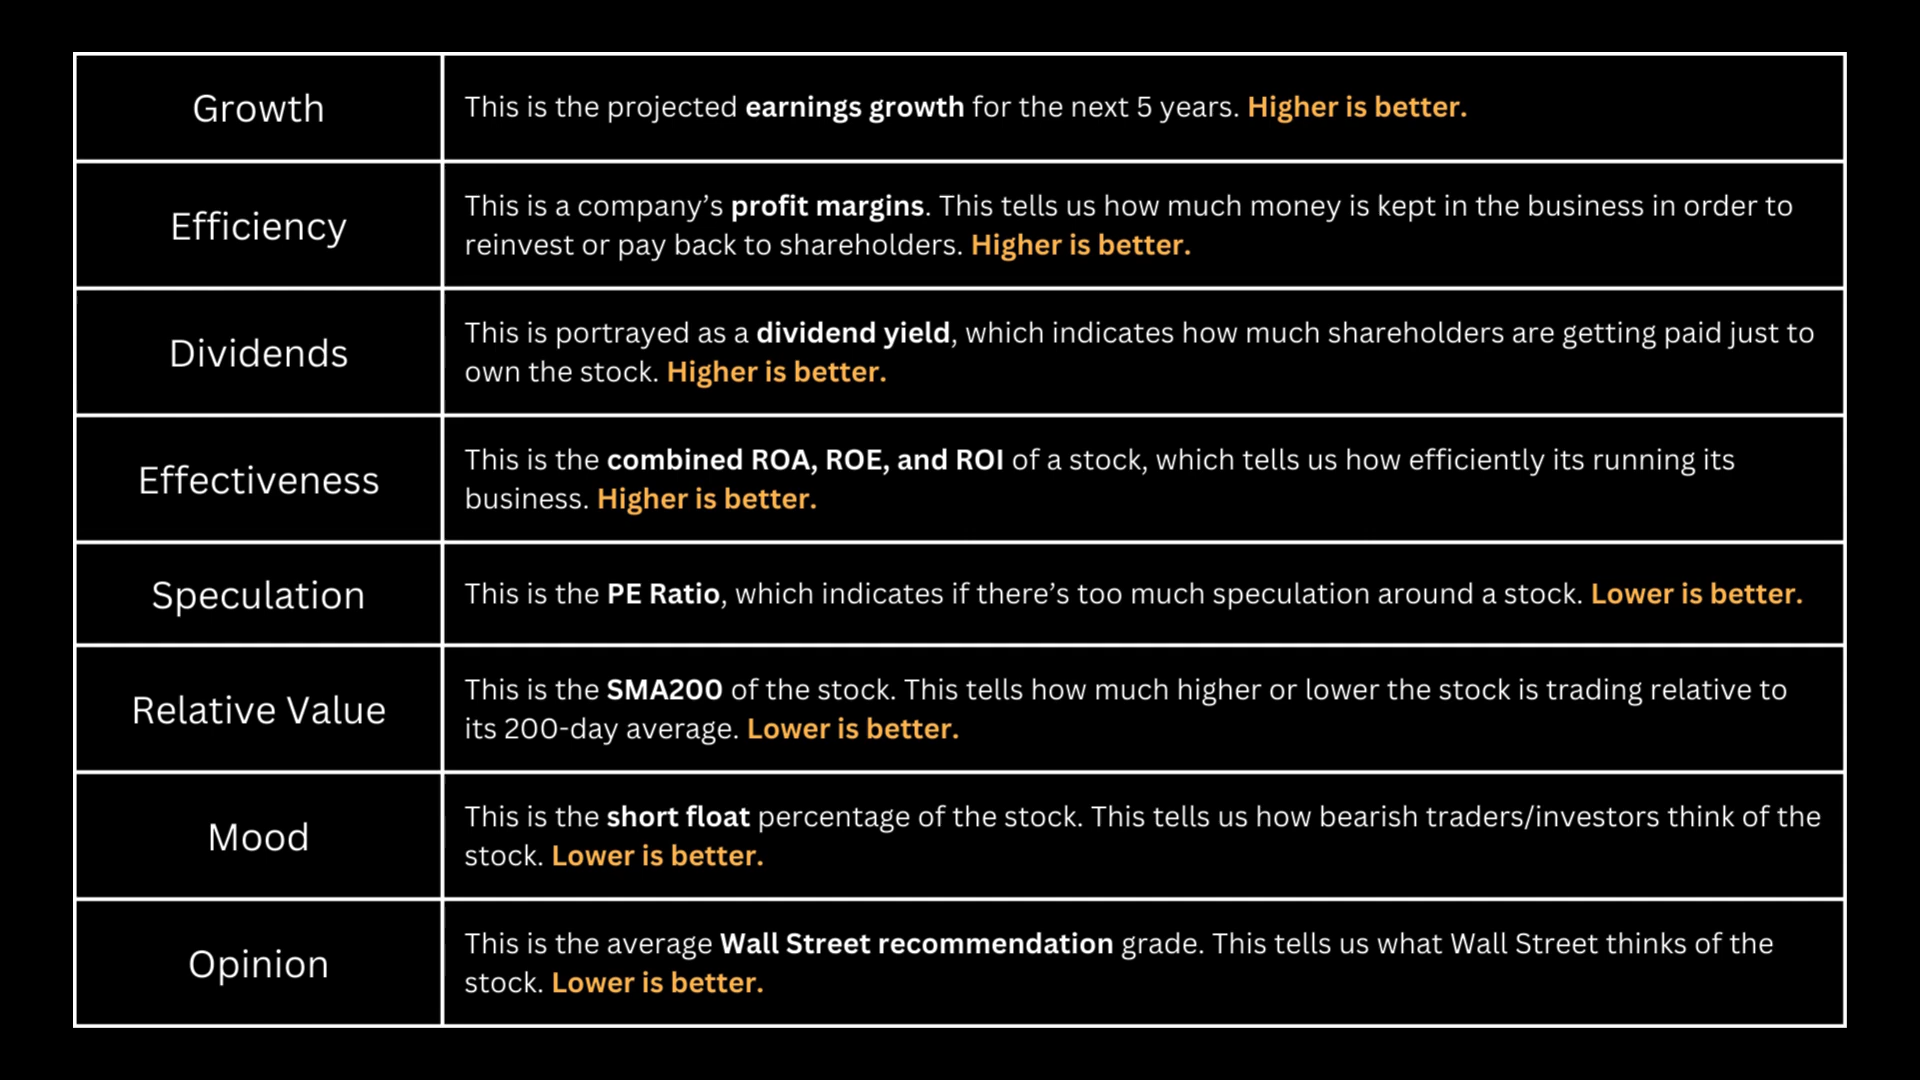 Growth
This is the projected earnings growth for the next 5 years. Higher is better.
Efficiency
This is a company’s profit margins. This tells us how much money is kept in the business in order to
reinvest or pay back to shareholders. Higher is better.
Dividends
This is portrayed as a dividend yield, which indicates how much shareholders are getting paid just to
own the stock. Higher is better.
Effectiveness
This is the combined ROA, ROE, and ROI of a stock, which tells us how efficiently its running its
business. Higher is better.
Speculation
This is the PE Ratio, which indicates if there’s too much speculation around a stock. Lower is better.
Relative Value
This is the SMA200 of the stock. This tells how much higher or lower the stock is trading relative to
its 200-day average. Lower is better.
Mood
This is the short float percentage of the stock. This tells us how bearish traders/investors think of the
stock. Lower is better.
Opinion
This is the average Wall Street recommendation grade. This tells us what Wall Street thinks of the
stock. Lower is better.